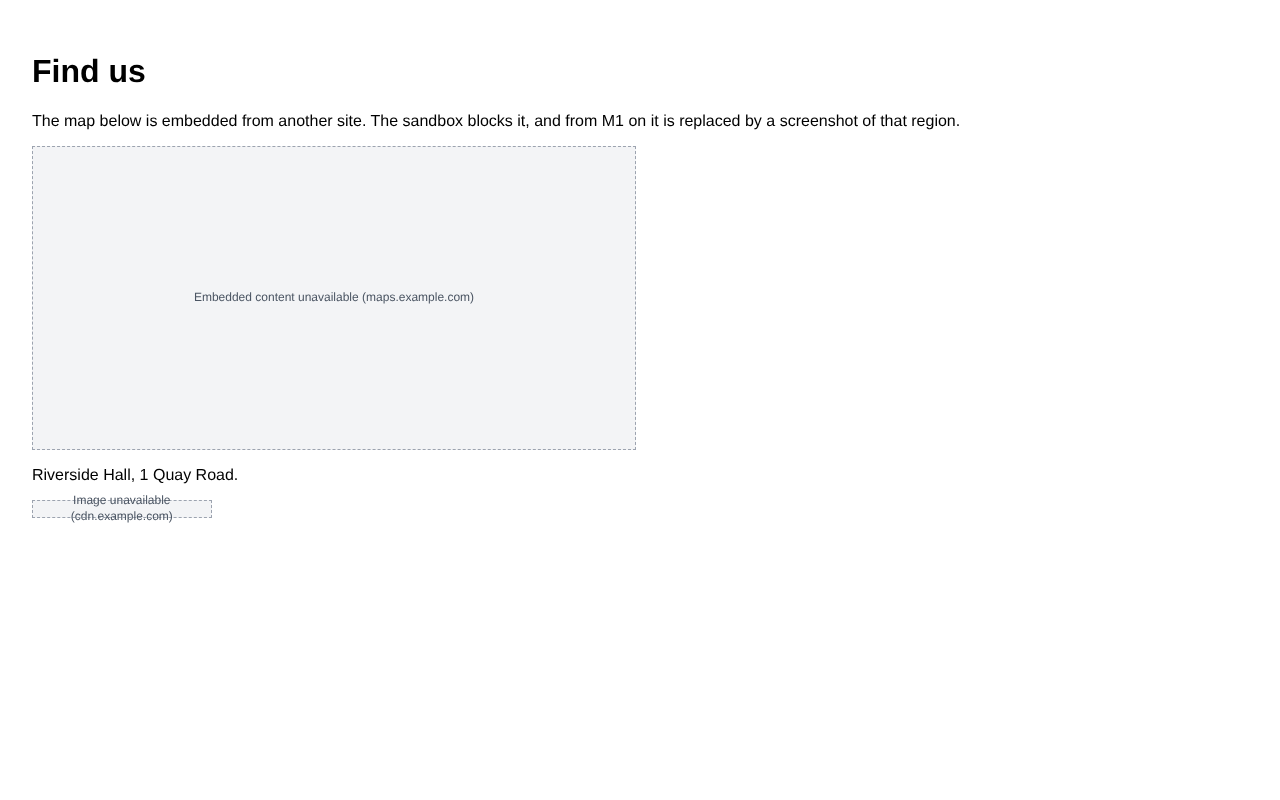 Find us
The map below is embedded from another site. The sandbox blocks it, and from M1 on it is replaced by a screenshot of that region.
Embedded content unavailable (maps.example.com)
Riverside Hall, 1 Quay Road.
Image unavailable
(cdn.example.com)